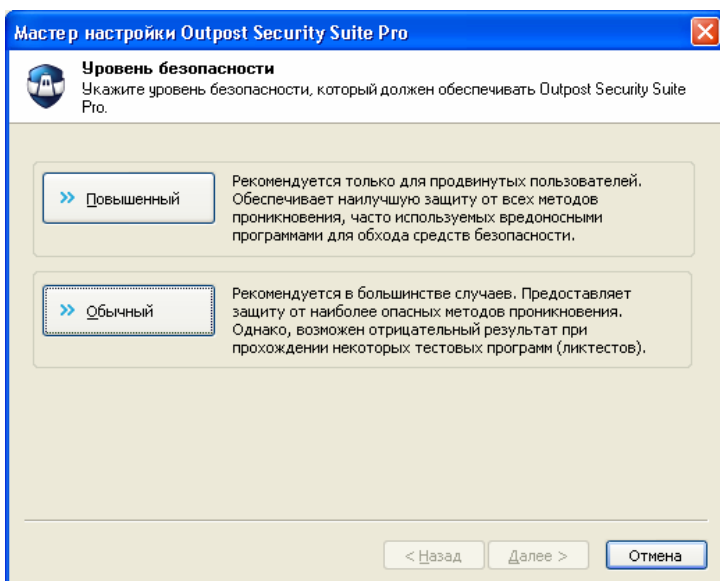 Мастер настройки Outpost Security Suite Pro
Уровень безопасности
Укажите уровень безопасности, который должен обеспечивать Outpost Security Suite
Pro.
Повышенный
Рекомендуется только для продвинутых пользователей.
Обеспечивает наилучшую защиту от всех методов
проникновения, часто используемых вредоносными
программами для обхода средств безопасности.
Обычный
Рекомендуется в большинстве случаев. Предоставляет
защиту от наиболее опасных методов проникновения.
Однако, возможен отрицательный результат при
прохождении некоторых тестовых программ (ликтестов).
< Назад
Далее >
Отмена